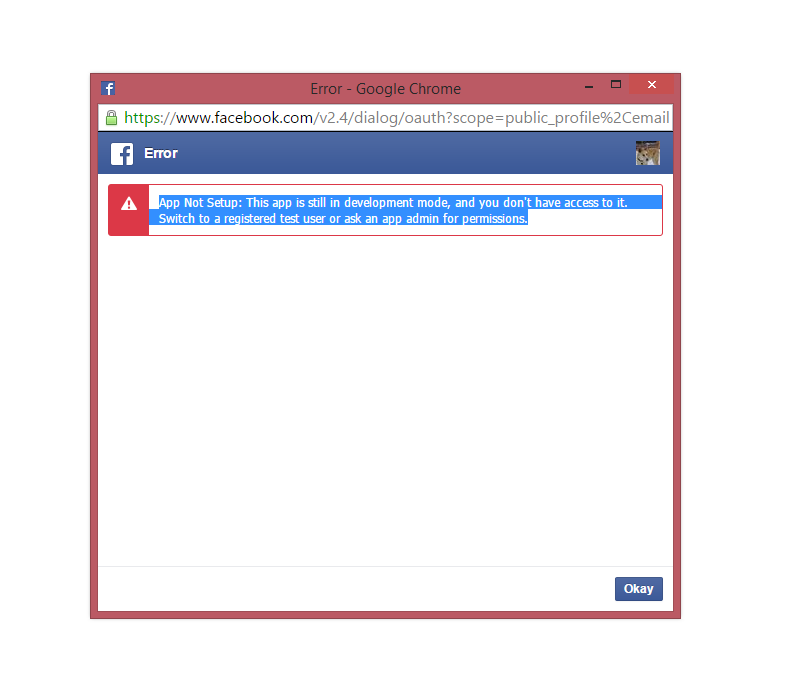 Error - Google Chrome
https://www.facebook.com/v2.4/dialog/oauth?scope=public_profile%2Cemail
Error
App Not Setup: This app is still in development mode, and you don't have access to it.
Switch to a registered test user or ask an app admin for permissions.
Okay